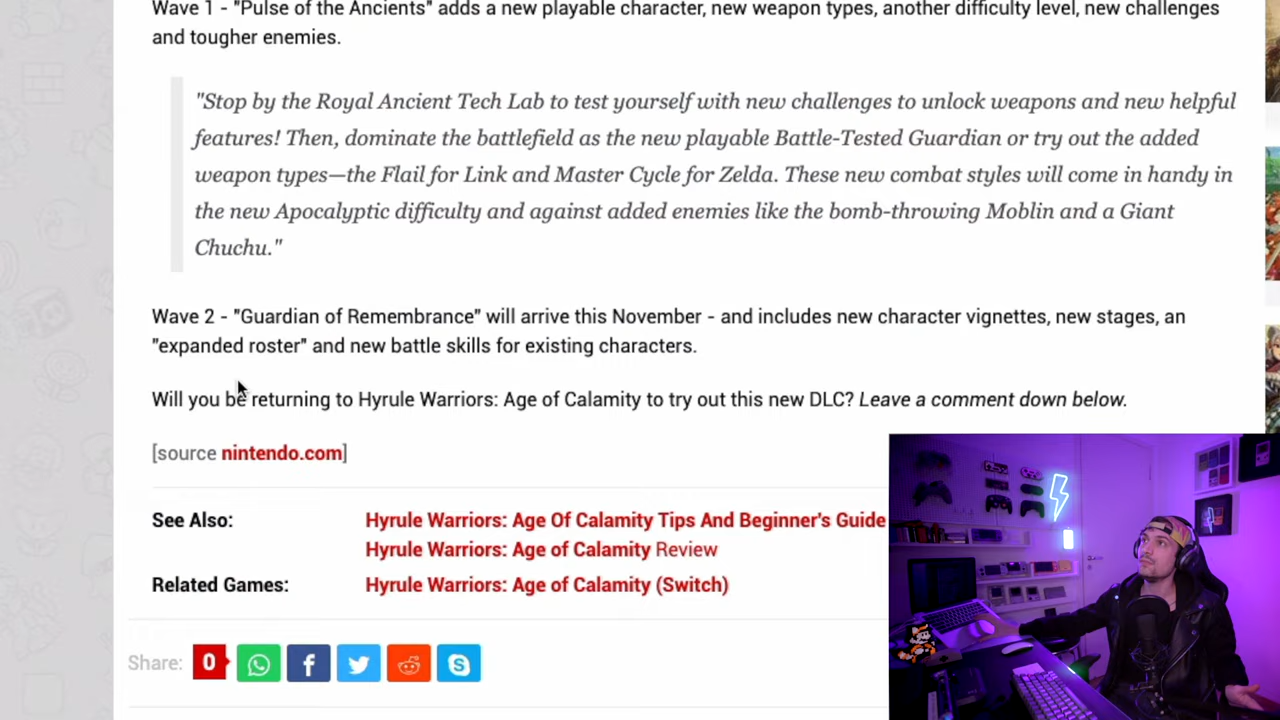 Wave 1 - "Pulse of the Ancients" adds a new playable character, new weapon types, another difficulty level, new challenges
and tougher enemies.
"Stop by the Royal Ancient Tech Lab to test yourself with new challenges to unlock weapons and new helpful
features! Then, dominate the battlefield as the new playable Battle-Tested Guardian or try out the added
weapon types—the Flail for Link and Master Cycle for Zelda. These new combat styles will come in handy in
the new Apocalyptic difficulty and against added enemies like the bomb-throwing Moblin and a Giant
Chuchu."
Wave 2 - "Guardian of Remembrance" will arrive this November - and includes new character vignettes, new stages, an
"expanded roster" and new battle skills for existing characters.
Will you be returning to Hyrule Warriors: Age of Calamity to try out this new DLC? Leave a comment down below.
[source nintendo.com]
See Also: Hyrule Warriors: Age Of Calamity Tips And Beginner's Guide
Hyrule Warriors: Age of Calamity Review
Related Games: Hyrule Warriors: Age of Calamity (Switch)
Share: 0